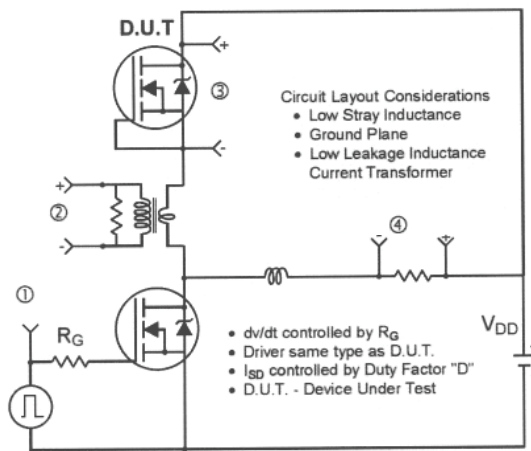 D.U.T
+
③
-
Circuit Layout Considerations
• Low Stray Inductance
• Ground Plane
• Low Leakage Inductance
Current Transformer
+
②
-
①
RG
-
④
+
VDD
• dv/dt controlled by RG
• Driver same type as D.U.T.
• ISD controlled by Duty Factor "D"
• D.U.T. - Device Under Test